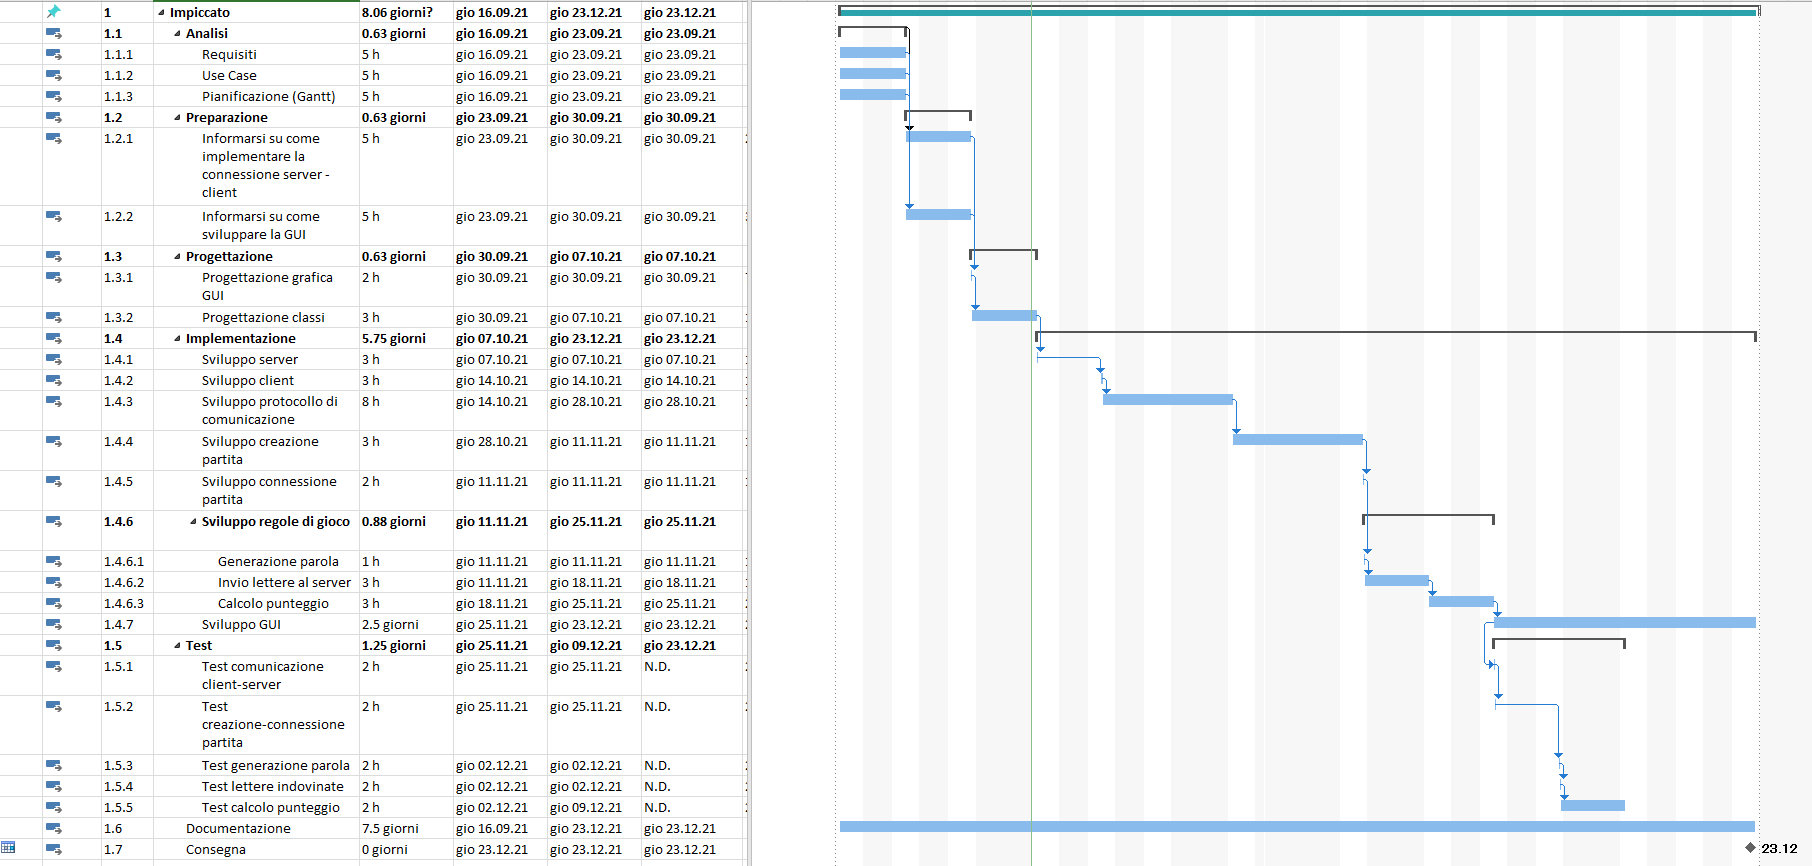 1 Impiccato 8.06 giorni? gio 16.09.21 gio 23.12.21 gio 23.12.21
1.1 Analisi 0.63 giorni gio 16.09.21 gio 23.09.21 gio 23.09.21
1.1.1 Requisiti 5 h gio 16.09.21 gio 23.09.21 gio 23.09.21
1.1.2 Use Case 5 h gio 16.09.21 gio 23.09.21 gio 23.09.21
1.1.3 Pianificazione (Gantt) 5 h gio 16.09.21 gio 23.09.21 gio 23.09.21
1.2 Preparazione 0.63 giorni gio 23.09.21 gio 30.09.21 gio 30.09.21
1.2.1 Informarsi su come 5 h gio 23.09.21 gio 30.09.21 gio 30.09.21
implementare la
connessione server -
client
1.2.2 Informarsi su come 5 h gio 23.09.21 gio 30.09.21 gio 30.09.21
sviluppare la GUI
1.3 Progettazione 0.63 giorni gio 30.09.21 gio 07.10.21 gio 07.10.21
1.3.1 Progettazione grafica 2 h gio 30.09.21 gio 30.09.21 gio 30.09.21
GUI
1.3.2 Progettazione classi 3 h gio 30.09.21 gio 07.10.21 gio 07.10.21
1.4 Implementazione 5.75 giorni gio 07.10.21 gio 23.12.21 gio 23.12.21
1.4.1 Sviluppo server 3 h gio 07.10.21 gio 07.10.21 gio 07.10.21
1.4.2 Sviluppo client 3 h gio 14.10.21 gio 14.10.21 gio 14.10.21
1.4.3 Sviluppo protocollo di 8 h gio 14.10.21 gio 28.10.21 gio 28.10.21
comunicazione
1.4.4 Sviluppo creazione 3 h gio 28.10.21 gio 11.11.21 gio 11.11.21
partita
1.4.5 Sviluppo connessione 2 h gio 11.11.21 gio 11.11.21 gio 11.11.21
partita
1.4.6 Sviluppo regole di gioco 0.88 giorni gio 11.11.21 gio 25.11.21 gio 25.11.21
1.4.6.1 Generazione parola 1 h gio 11.11.21 gio 11.11.21 gio 11.11.21
1.4.6.2 Invio lettere al server 3 h gio 11.11.21 gio 18.11.21 gio 18.11.21
1.4.6.3 Calcolo punteggio 3 h gio 18.11.21 gio 25.11.21 gio 25.11.21
1.4.7 Sviluppo GUI 2.5 giorni gio 25.11.21 gio 23.12.21 gio 23.12.21
1.5 Test 1.25 giorni gio 25.11.21 gio 09.12.21 gio 23.12.21
1.5.1 Test comunicazione 2 h gio 25.11.21 gio 25.11.21 N.D.
client-server
1.5.2 Test 2 h gio 25.11.21 gio 25.11.21 N.D.
creazione-connessione
partita
1.5.3 Test generazione parola 2 h gio 02.12.21 gio 02.12.21 N.D.
1.5.4 Test lettere indovinate 2 h gio 02.12.21 gio 02.12.21 N.D.
1.5.5 Test calcolo punteggio 2 h gio 02.12.21 gio 09.12.21 N.D.
1.6 Documentazione 7.5 giorni gio 16.09.21 gio 23.12.21 gio 23.12.21
1.7 Consegna 0 giorni gio 23.12.21 gio 23.12.21 gio 23.12.21 23.12